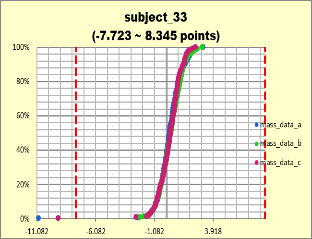 subject_33
(-7.723 ~ 8.345 points)
100%
80%
60%
40%
20%
0%
mass_data_a
mass_data_b
mass_data_c
-11.082
-6.082
-1.082
3.918